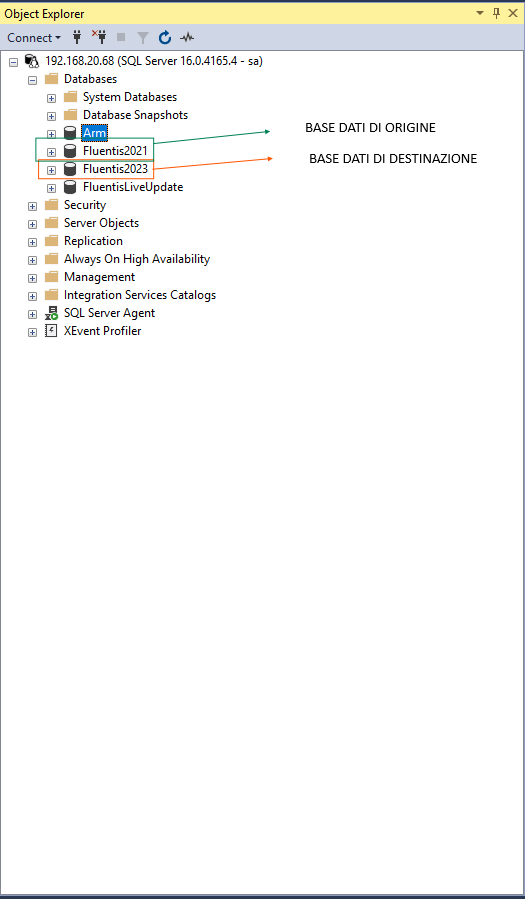 Object Explorer
Connect
192.168.20.68 (SQL Server 16.0.4165.4 - sa)
Databases
System Databases
Database Snapshots
Arm
BASE DATI DI ORIGINE
Fluentis2021
BASE DATI DI DESTINAZIONE
Fluentis2023
FluentisLiveUpdate
Security
Server Objects
Replication
Always On High Availability
Management
Integration Services Catalogs
SQL Server Agent
XEvent Profiler